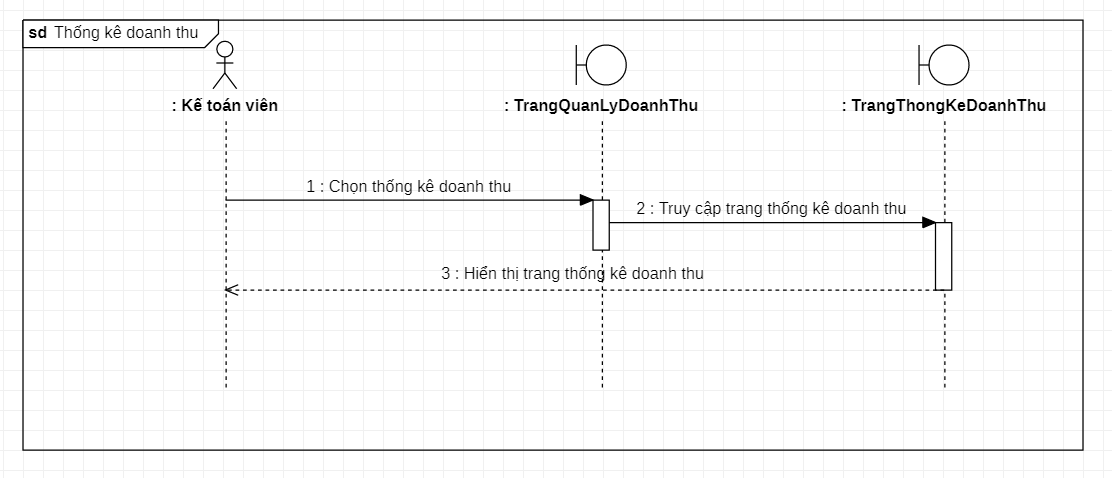 sd Thống kê doanh thu
: Kế toán viên
: TrangQuanLyDoanhThu
: TrangThongKeDoanhThu
1 : Chọn thống kê doanh thu
2 : Truy cập trang thống kê doanh thu
3 : Hiển thị trang thống kê doanh thu